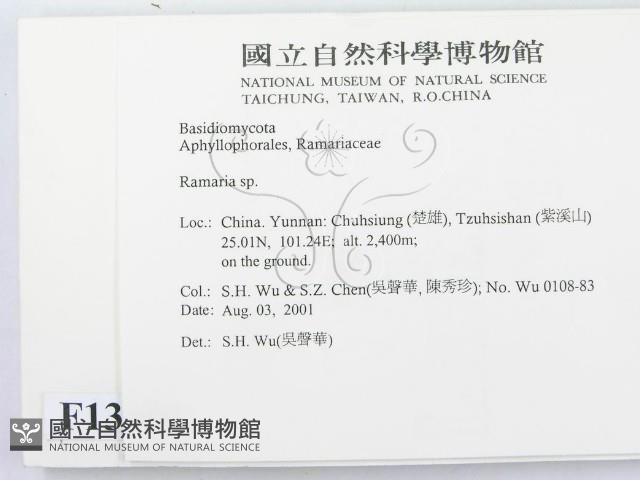 國立自然科學博物館
NATIONAL MUSEUM OF NATURAL SCIENCE
TAICHUNG, TAIWAN, R.O.CHINA
Basidiomycota
Aphyllophorales, Ramariaceae
Ramaria sp.
Loc.: China. Yunnan: Chuhsiung (楚雄), Tzuhsishan (紫溪山)
25.01N, 101.24E; alt. 2,400m;
on the ground.
Col.: S.H. Wu & S.Z. Chen(吳聲華, 陳秀珍); No. Wu 0108-83
Date: Aug. 03, 2001
Det.: S.H. Wu(吳聲華)
F13
國立自然科學博物館
NATIONAL MUSEUM OF NATURAL SCIENCE